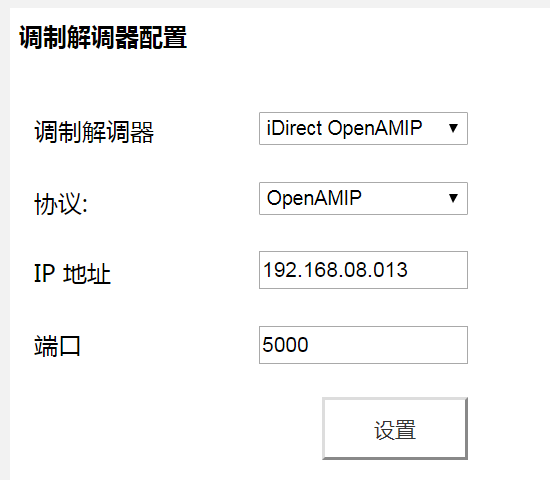 调制解调器配置
调制解调器 iDirect OpenAMIP ▼
协议: OpenAMIP ▼
IP 地址 192.168.08.013
端口 5000
设置